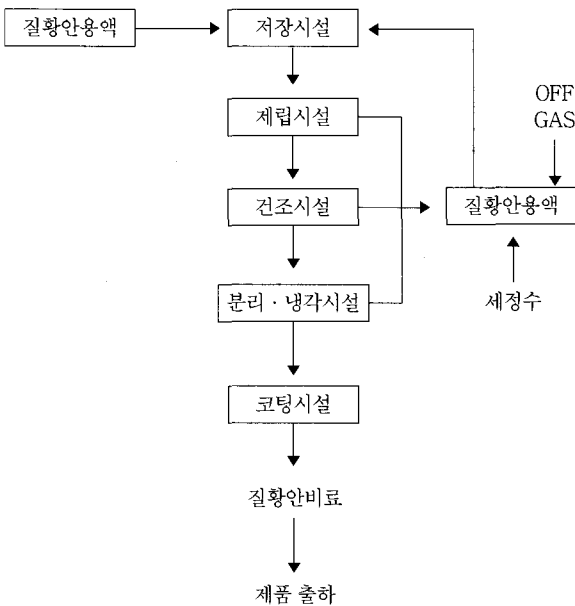 질황안용액
저장시설
제립시설
OFF
GAS
건조시설
질황안용액
분리 · 냉각시설
세정수
코팅시설
질황안비료
제품 출하